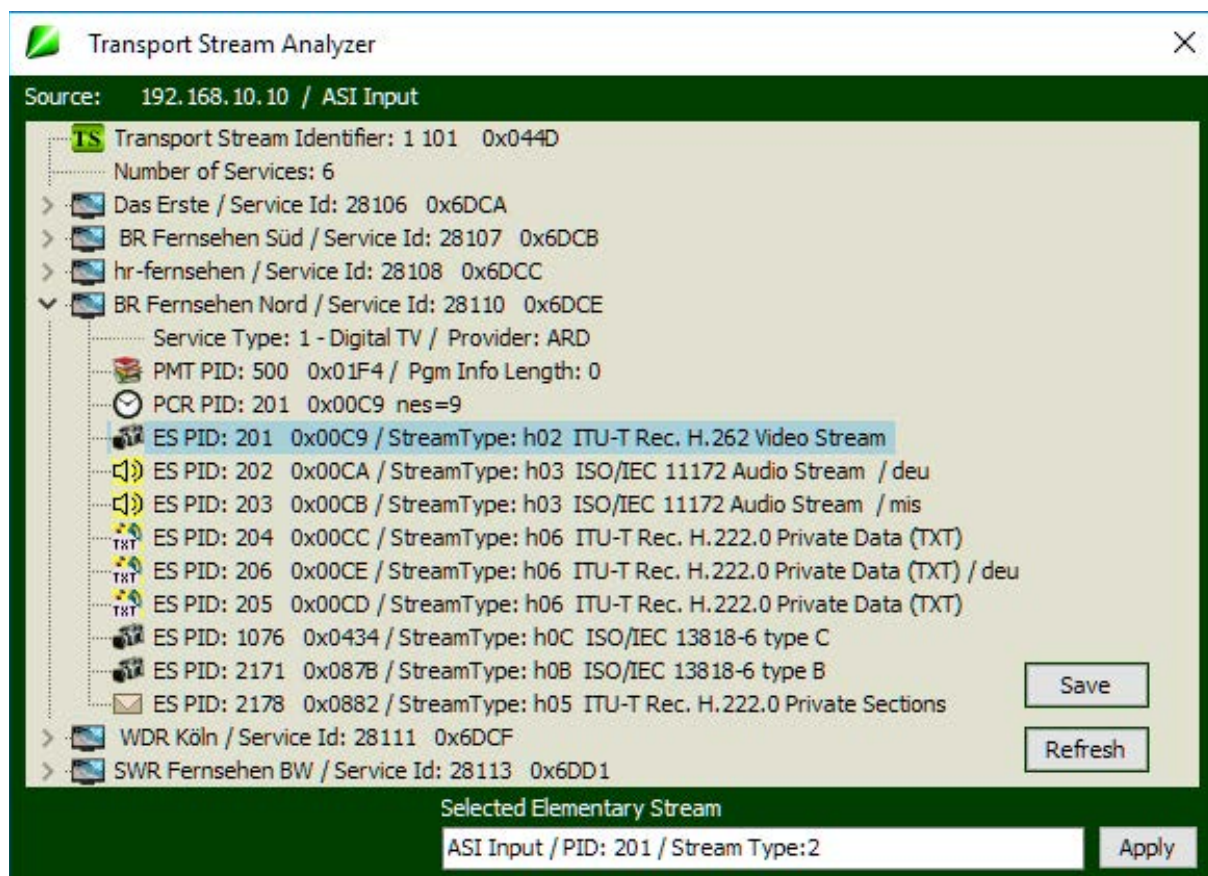 Transport Stream Analyzer
Source: 192.168.10.10 / ASI Input
TS Transport Stream Identifier: 1 101 0x044D
Number of Services: 6
Das Erste / Service Id: 28106 0x6DCA
BR Fernsehen Süd / Service Id: 28107 0x6DCB
hr-fernsehen / Service Id: 28108 0x6DCC
BR Fernsehen Nord / Service Id: 28110 0x6DCE
Service Type: 1 - Digital TV / Provider: ARD
PMT PID: 500 0x01F4 / Pgm Info Length: 0
PCR PID: 201 0x00C9 nes=9
ES PID: 201 0x00C9 / StreamType: h02 ITU-T Rec. H.262 Video Stream
ES PID: 202 0x00CA / StreamType: h03 ISO/IEC 11172 Audio Stream / deu
ES PID: 203 0x00CB / StreamType: h03 ISO/IEC 11172 Audio Stream / mis
TXT ES PID: 204 0x00CC / StreamType: h06 ITU-T Rec. H.222.0 Private Data (TXT)
TXT ES PID: 206 0x00CE / StreamType: h06 ITU-T Rec. H.222.0 Private Data (TXT) / deu
TXT ES PID: 205 0x00CD / StreamType: h06 ITU-T Rec. H.222.0 Private Data (TXT)
ES PID: 1076 0x0434 / StreamType: h0C ISO/IEC 13818-6 type C
ES PID: 2171 0x087B / StreamType: h0B ISO/IEC 13818-6 type B
ES PID: 2178 0x0882 / StreamType: h05 ITU-T Rec. H.222.0 Private Sections
Save
WDR Köln / Service Id: 28111 0x6DCF
SWR Fernsehen BW / Service Id: 28113 0x6DD1
Refresh
Selected Elementary Stream
ASI Input / PID: 201 / Stream Type:2
Apply